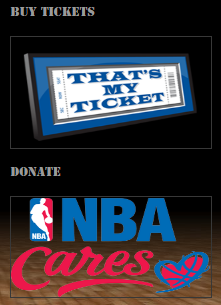 BUY TICKETS
THAT'S
MY
TICKET
DONATE
NBA
NBA
Cares